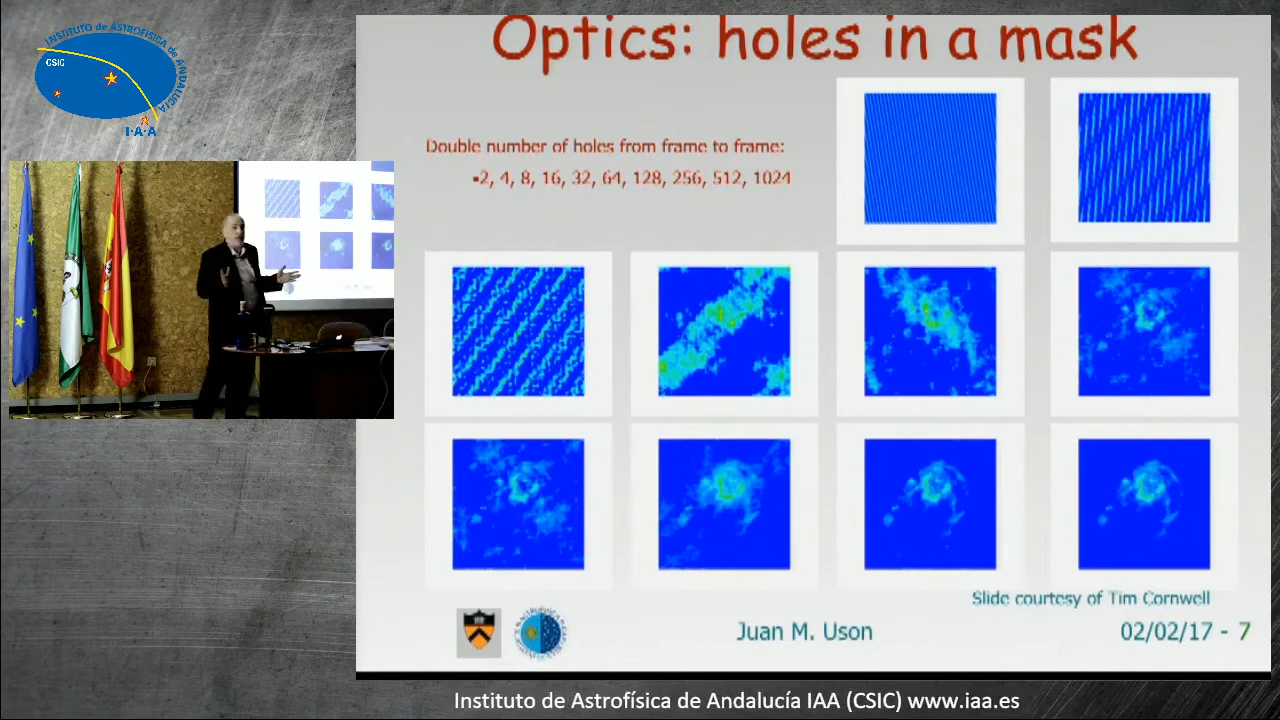 INSTITUTO de ASTROFÍSICA de ANDALUCÍA
CSIC
I·A·A
Optics: holes in a mask
Double number of holes from frame to frame:
•2, 4, 8, 16, 32, 64, 128, 256, 512, 1024
Slide courtesy of Tim Cornwell
Juan M. Uson
02/02/17 - 7
Instituto de Astrofísica de Andalucía IAA (CSIC) www.iaa.es